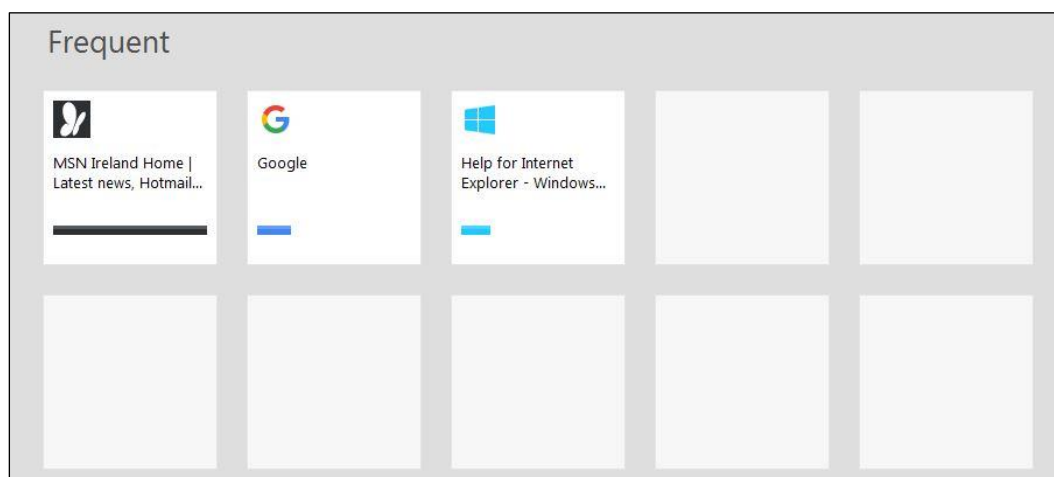 Frequent
MSN Ireland Home |
Latest news, Hotmail...
Google
Help for Internet
Explorer - Windows...